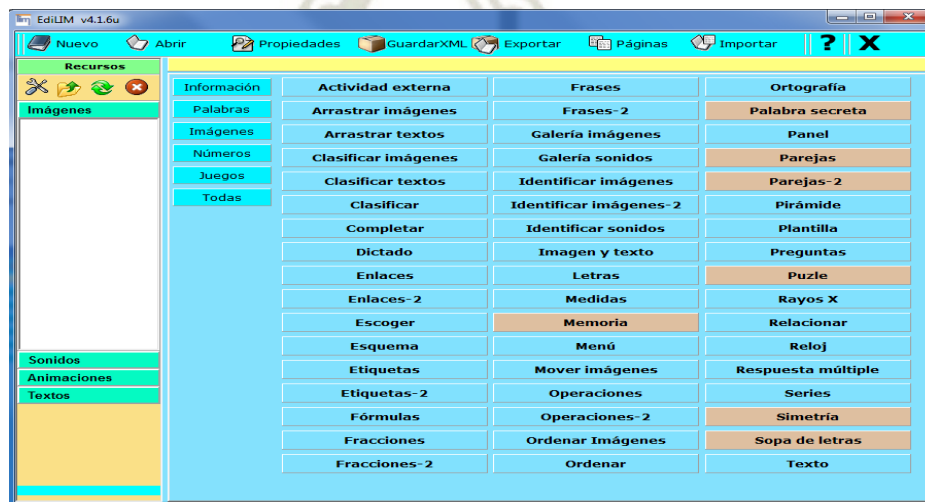 EdiLIM v4.1.6u
Nuevo Abrir Propiedades GuardarXML Exportar Páginas Importar ? X
Recursos
Imágenes
Sonidos
Animaciones
Textos
Información
Palabras
Imágenes
Números
Juegos
Todas
Actividad externa Frases Ortografía
Arrastrar imágenes Frases-2 Palabra secreta
Arrastrar textos Galería imágenes Panel
Clasificar imágenes Galería sonidos Parejas
Clasificar textos Identificar imágenes Parejas-2
Clasificar Identificar imágenes-2 Pirámide
Completar Identificar sonidos Plantilla
Dictado Imagen y texto Preguntas
Enlaces Letras Puzle
Enlaces-2 Medidas Rayos X
Escoger Memoria Relacionar
Esquema Menú Reloj
Etiquetas Mover imágenes Respuesta múltiple
Etiquetas-2 Operaciones Series
Fórmulas Operaciones-2 Simetría
Fracciones Ordenar Imágenes Sopa de letras
Fracciones-2 Ordenar Texto